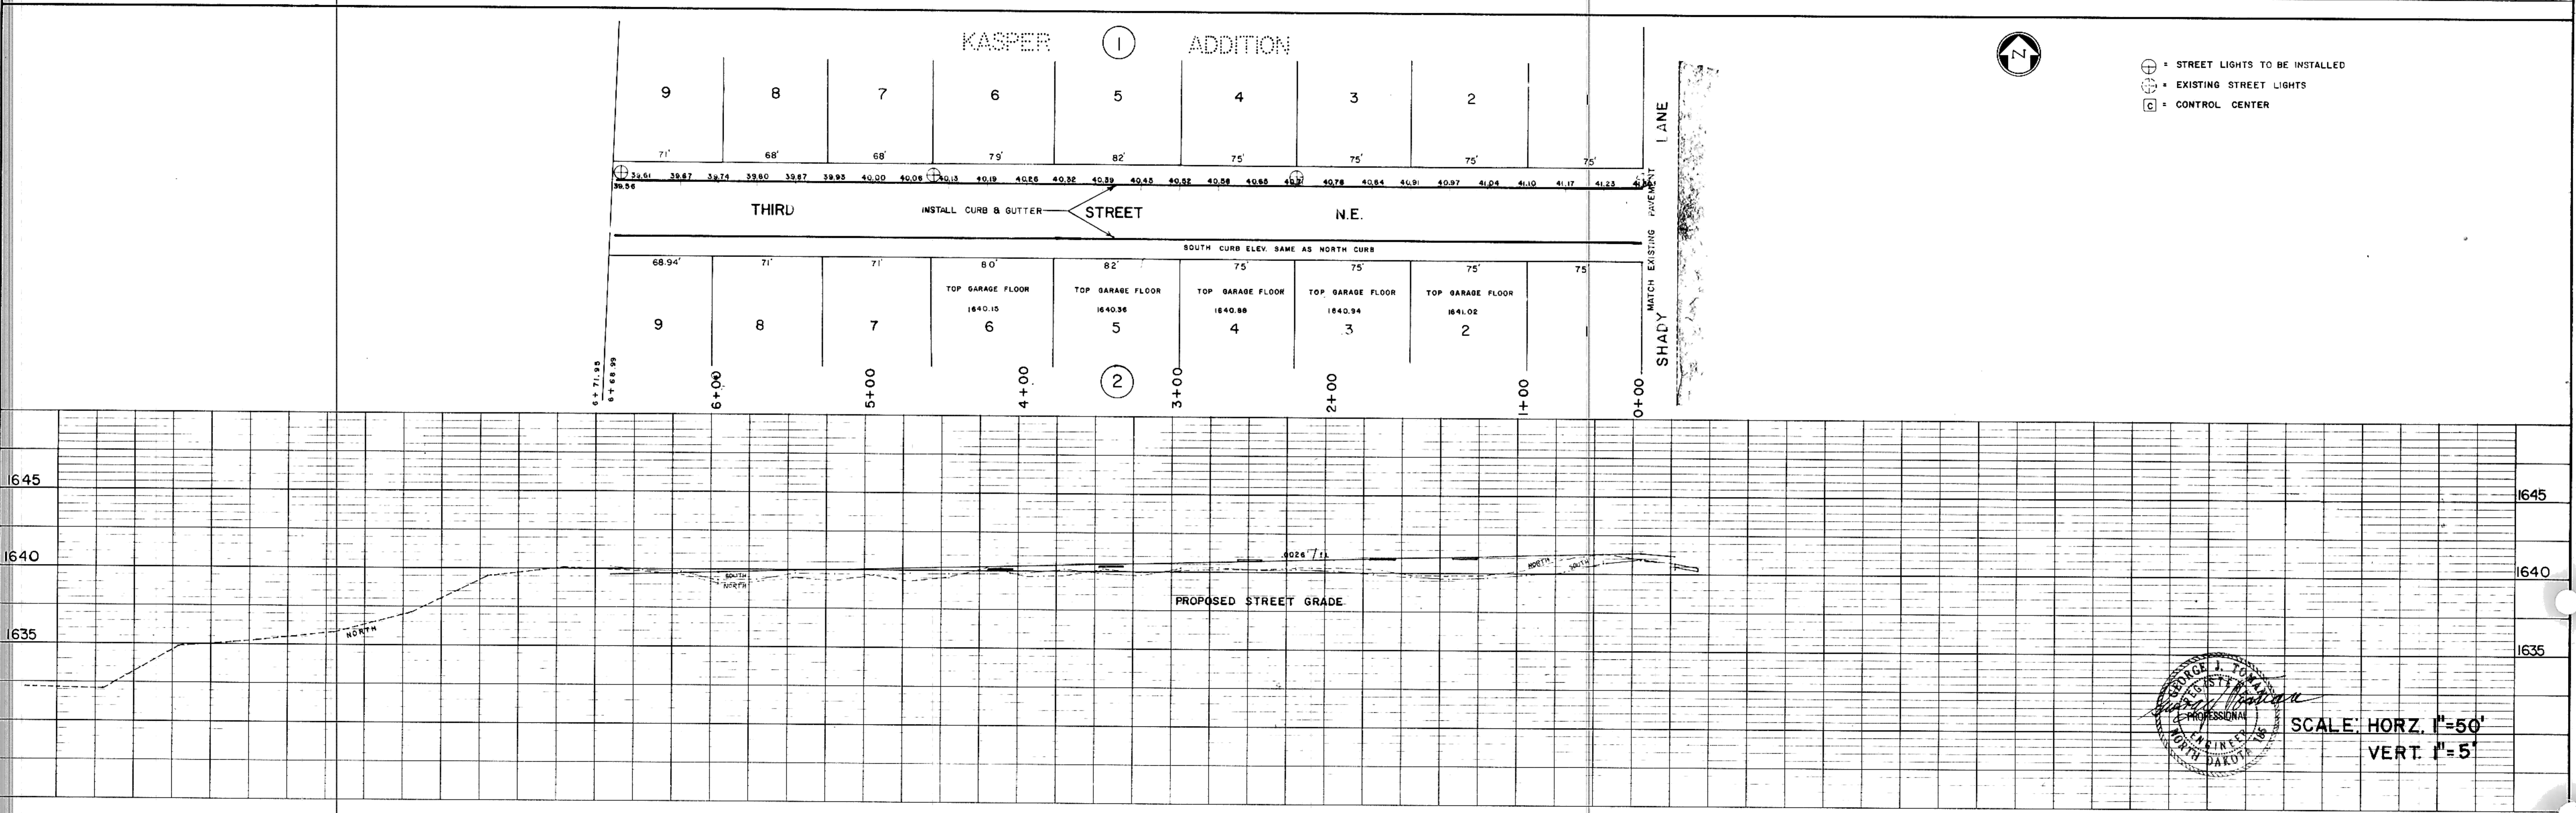 KASPER 1 ADDITION
N
= STREET LIGHTS TO BE INSTALLED
= EXISTING STREET LIGHTS
C = CONTROL CENTER
9 8 7 6 5 4 3 2 1
71' 68' 68' 79' 82' 75' 75' 75' 75'
39.61 39.67 39.74 39.80 39.87 39.93 40.00 40.06 40.13 40.19 40.26 40.32 40.39 40.45 40.52 40.58 40.65 40.78 40.84 40.91 40.97 41.04 41.10 41.17 41.23
39.56
THIRD STREET N.E.
INSTALL CURB & GUTTER
SOUTH CURB ELEV. SAME AS NORTH CURB
SHADY LANE
MATCH EXISTING PAVEMENT
68.94' 71' 71' 80' 82' 75' 75' 75' 75'
TOP GARAGE FLOOR TOP GARAGE FLOOR TOP GARAGE FLOOR TOP GARAGE FLOOR TOP GARAGE FLOOR
1640.15 1640.36 1640.88 1640.94 1641.02
9 8 7 6 5 4 3 2 1
2
6+71.95
6+68.99
6+00 5+00 4+00 3+00 2+00 1+00 0+00
1645 1645
1640 1640
1635 1635
.0026'/ft.
SOUTH
NORTH
NORTH
SOUTH
NORTH
PROPOSED STREET GRADE
GEORGE J. TOMAN
REGISTERED
PROFESSIONAL
ENGINEER
NORTH DAKOTA
SCALE: HORZ. 1"=50'
VERT. 1"=5'